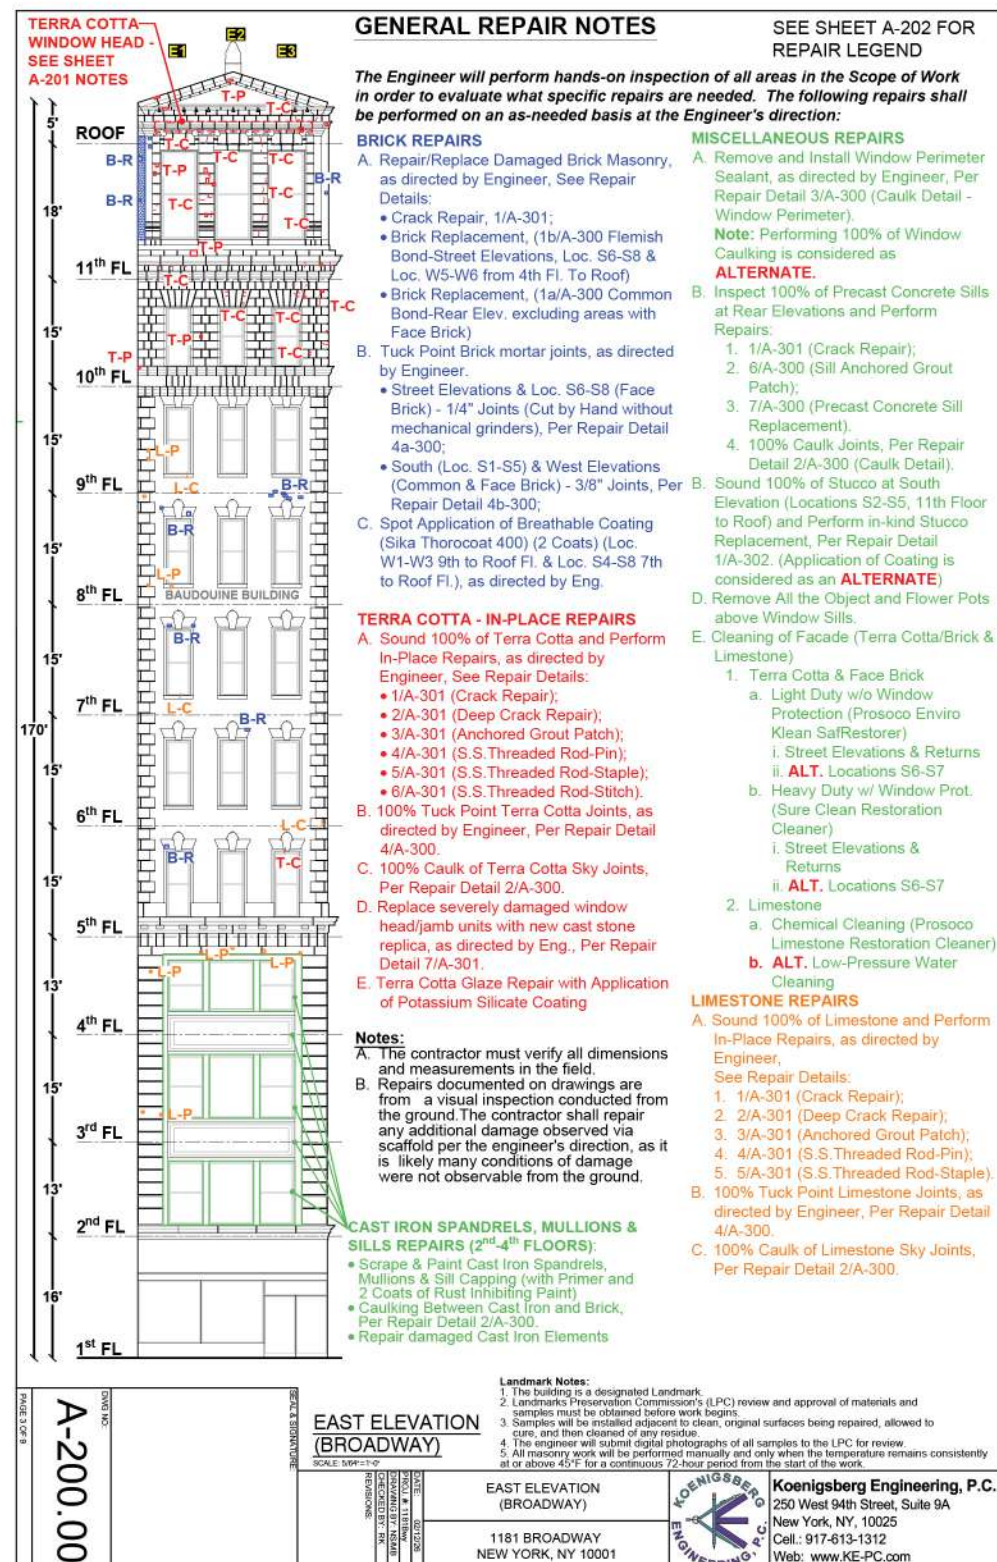 TERRA COTTA
WINDOW HEAD -
SEE SHEET
A-201 NOTES
E1
E2
E3
GENERAL REPAIR NOTES
SEE SHEET A-202 FOR
REPAIR LEGEND
The Engineer will perform hands-on inspection of all areas in the Scope of Work
in order to evaluate what specific repairs are needed. The following repairs shall
be performed on an as-needed basis at the Engineer's direction:
5'
ROOF
18'
11th FL
15'
10th FL
15'
9th FL
15'
8th FL
15'
7th FL
170'
15'
6th FL
15'
5th FL
13'
4th FL
15'
3rd FL
13'
2nd FL
16'
1st FL
T-P
T-C
T-C
T-C
T-C
B-R
T-P
B-R
B-R
T-C
T-C
T-C
T-P
T-C
T-C
T-C
T-P
T-P
T-C
L-P
L-C
B-R
B-R
L-P
BAUDOUINE BUILDING
B-R
L-C
B-R
L-C
B-R
T-C
L-P
L-P
L-P
L-P
BRICK REPAIRS
A. Repair/Replace Damaged Brick Masonry,
as directed by Engineer, See Repair
Details:
• Crack Repair, 1/A-301;
• Brick Replacement, (1b/A-300 Flemish
Bond-Street Elevations, Loc. S6-S8 &
Loc. W5-W6 from 4th Fl. To Roof)
• Brick Replacement, (1a/A-300 Common
Bond-Rear Elev. excluding areas with
Face Brick)
B. Tuck Point Brick mortar joints, as directed
by Engineer.
• Street Elevations & Loc. S6-S8 (Face
Brick) - 1/4" Joints (Cut by Hand without
mechanical grinders), Per Repair Detail
4a-300;
• South (Loc. S1-S5) & West Elevations
(Common & Face Brick) - 3/8" Joints, Per
Repair Detail 4b-300;
C. Spot Application of Breathable Coating
(Sika Thorocoat 400) (2 Coats) (Loc.
W1-W3 9th to Roof Fl. & Loc. S4-S8 7th
to Roof Fl.), as directed by Eng.
TERRA COTTA - IN-PLACE REPAIRS
A. Sound 100% of Terra Cotta and Perform
In-Place Repairs, as directed by
Engineer, See Repair Details:
• 1/A-301 (Crack Repair);
• 2/A-301 (Deep Crack Repair);
• 3/A-301 (Anchored Grout Patch);
• 4/A-301 (S.S.Threaded Rod-Pin);
• 5/A-301 (S.S.Threaded Rod-Staple);
• 6/A-301 (S.S.Threaded Rod-Stitch).
B. 100% Tuck Point Terra Cotta Joints, as
directed by Engineer, Per Repair Detail
4/A-300.
C. 100% Caulk of Terra Cotta Sky Joints,
Per Repair Detail 2/A-300.
D. Replace severely damaged window
head/jamb units with new cast stone
replica, as directed by Eng., Per Repair
Detail 7/A-301.
E. Terra Cotta Glaze Repair with Application
of Potassium Silicate Coating
Notes:
A. The contractor must verify all dimensions
and measurements in the field.
B. Repairs documented on drawings are
from a visual inspection conducted from
the ground.The contractor shall repair
any additional damage observed via
scaffold per the engineer's direction, as it
is likely many conditions of damage
were not observable from the ground.
CAST IRON SPANDRELS, MULLIONS &
SILLS REPAIRS (2nd-4th FLOORS):
• Scrape & Paint Cast Iron Spandrels,
Mullions & Sill Capping (with Primer and
2 Coats of Rust Inhibiting Paint)
• Caulking Between Cast Iron and Brick,
Per Repair Detail 2/A-300.
• Repair damaged Cast Iron Elements
MISCELLANEOUS REPAIRS
A. Remove and Install Window Perimeter
Sealant, as directed by Engineer, Per
Repair Detail 3/A-300 (Caulk Detail -
Window Perimeter).
Note: Performing 100% of Window
Caulking is considered as
ALTERNATE.
B. Inspect 100% of Precast Concrete Sills
at Rear Elevations and Perform
Repairs:
1. 1/A-301 (Crack Repair);
2. 6/A-300 (Sill Anchored Grout
Patch);
3. 7/A-300 (Precast Concrete Sill
Replacement).
4. 100% Caulk Joints, Per Repair
Detail 2/A-300 (Caulk Detail).
B. Sound 100% of Stucco at South
Elevation (Locations S2-S5, 11th Floor
to Roof) and Perform in-kind Stucco
Replacement, Per Repair Detail
1/A-302. (Application of Coating is
considered as an ALTERNATE)
D. Remove All the Object and Flower Pots
above Window Sills.
E. Cleaning of Facade (Terra Cotta/Brick &
Limestone)
1. Terra Cotta & Face Brick
a. Light Duty w/o Window
Protection (Prosoco Enviro
Klean SafRestorer)
i. Street Elevations & Returns
ii. ALT. Locations S6-S7
b. Heavy Duty w/ Window Prot.
(Sure Clean Restoration
Cleaner)
i. Street Elevations &
Returns
ii. ALT. Locations S6-S7
2. Limestone
a. Chemical Cleaning (Prosoco
Limestone Restoration Cleaner)
b. ALT. Low-Pressure Water
Cleaning
LIMESTONE REPAIRS
A. Sound 100% of Limestone and Perform
In-Place Repairs, as directed by
Engineer,
See Repair Details:
1. 1/A-301 (Crack Repair);
2. 2/A-301 (Deep Crack Repair);
3. 3/A-301 (Anchored Grout Patch);
4. 4/A-301 (S.S.Threaded Rod-Pin);
5. 5/A-301 (S.S.Threaded Rod-Staple).
B. 100% Tuck Point Limestone Joints, as
directed by Engineer, Per Repair Detail
4/A-300.
C. 100% Caulk of Limestone Sky Joints,
Per Repair Detail 2/A-300.
Landmark Notes:
1. The building is a designated Landmark.
2. Landmarks Preservation Commission's (LPC) review and approval of materials and
samples must be obtained before work begins.
3. Samples will be installed adjacent to clean, original surfaces being repaired, allowed to
cure, and then cleaned of any residue.
4. The engineer will submit digital photographs of all samples to the LPC for review.
5. All masonry work will be performed manually and only when the temperature remains consistently
at or above 45°F for a continuous 72-hour period from the start of the work.
PAGE 3 OF 9
DWG NO:
A-200.00
SEAL & SIGNATURE
EAST ELEVATION
(BROADWAY)
SCALE: 5/64"=1'-0"
DATE: 02/12/26
PROJ. #: 1181Bwy
DRAWING BY: NS/MB
CHECKED BY: RK
REVISIONS:
EAST ELEVATION
(BROADWAY)
1181 BROADWAY
NEW YORK, NY 10001
KOENIGSBERG
ENGINEERING, P.C.
Koenigsberg Engineering, P.C.
250 West 94th Street, Suite 9A
New York, NY, 10025
Cell.: 917-613-1312
Web: www.KE-PC.com